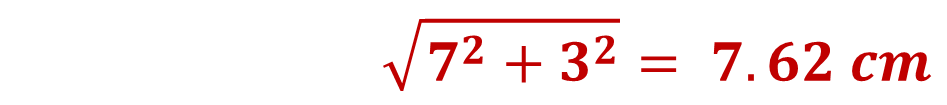 √(7² + 3²) = 7.62 cm